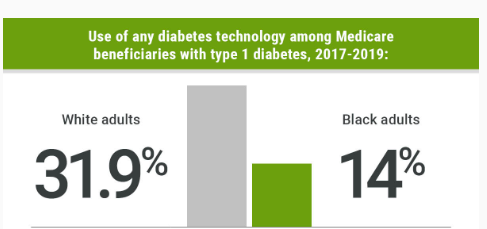 Use of any diabetes technology among Medicare
beneficiaries with type 1 diabetes, 2017-2019:
White adults
31.9%
Black adults
14%